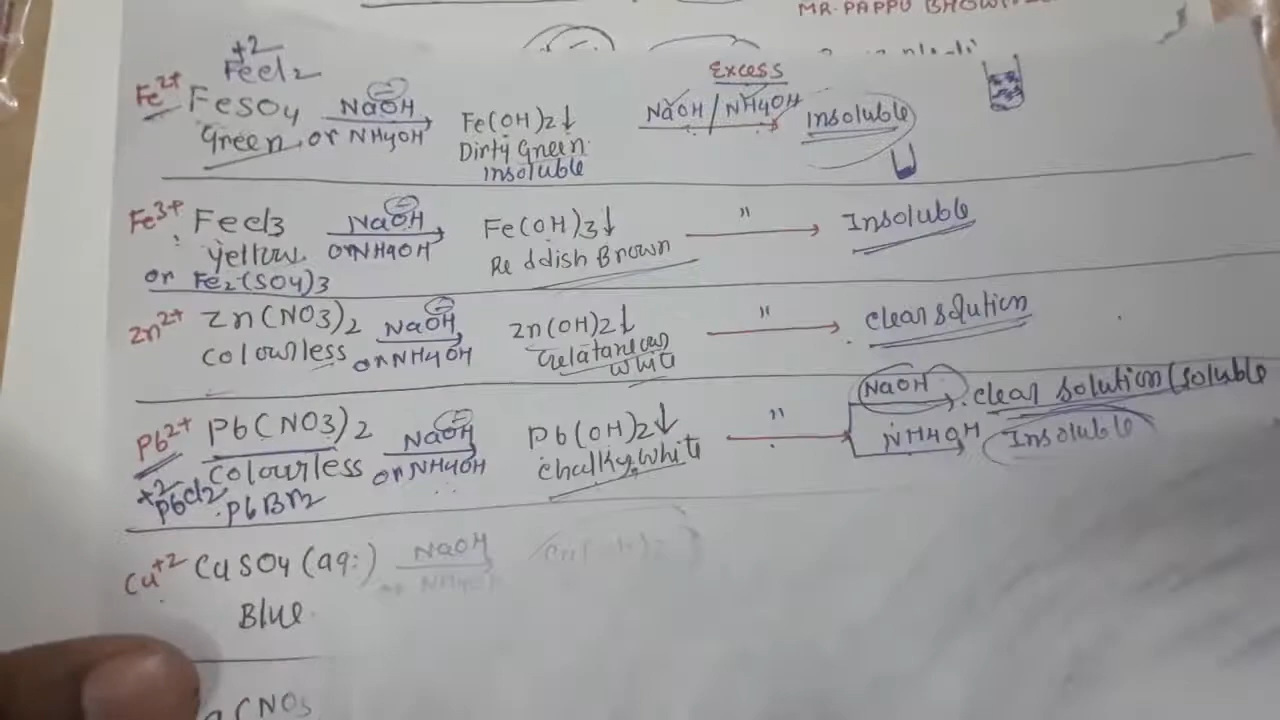 MR. PAPPU
+2
FeCl2
Fe2+ FeSO4 NaOH Fe(OH)2↓ Excess NaOH / NH4OH insoluble
Green or NH4OH Dirty Green
insoluble
Fe3+ FeCl3 NaOH Fe(OH)3↓ " Insoluble
yellow or NH4OH Reddish Brown
or Fe2(SO4)3
Zn2+ Zn(NO3)2 NaOH Zn(OH)2↓ " clear solution
colourless or NH4OH Gelataneous
white
NaOH clear solution (soluble
Pb2+ Pb(NO3)2 NaOH Pb(OH)2↓ " NH4OH Insoluble
colourless or NH4OH chalky white
+2
PbCl2 PbBr2
Cu+2 CuSO4 (aq:) NaOH
NH4OH
Blue
(NO3